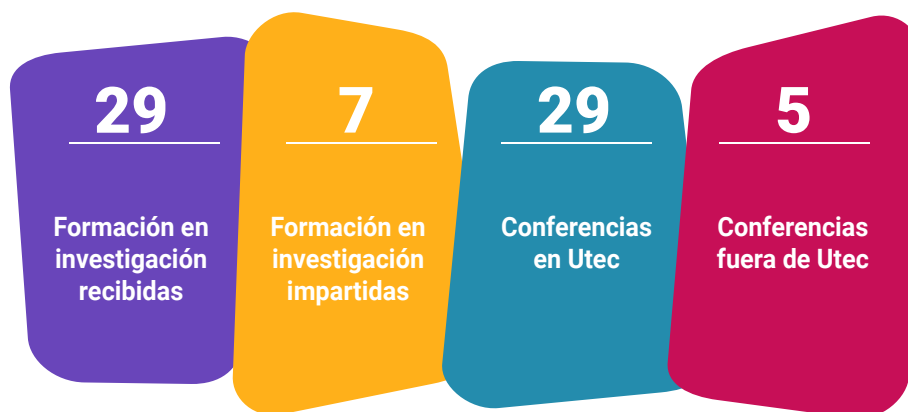 29
Formación en
investigación
recibidas
7
Formación en
investigación
impartidas
29
Conferencias
en Utec
5
Conferencias
fuera de Utec